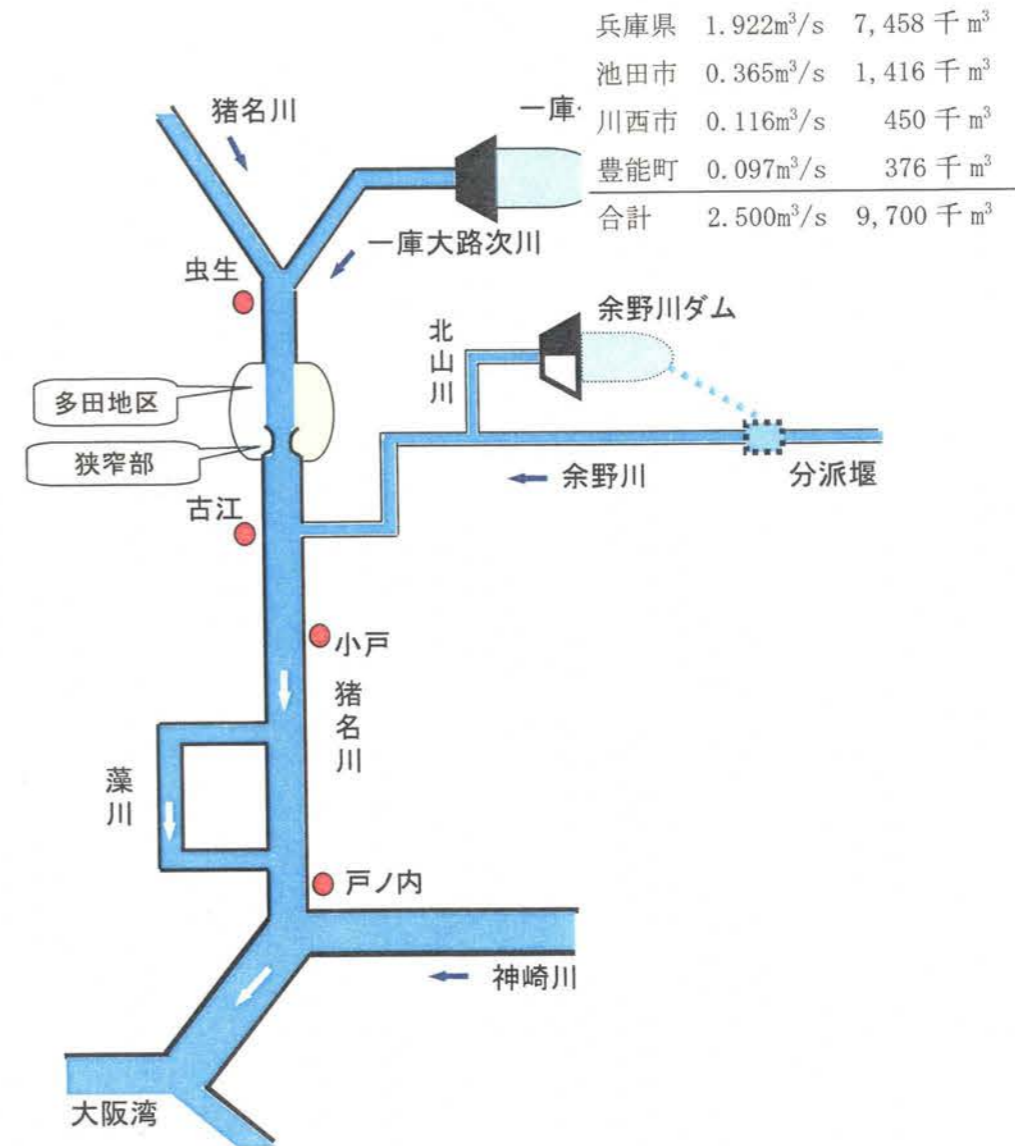 兵庫県 1.922m³/s 7,458 千 m³
池田市 0.365m³/s 1,416 千 m³
川西市 0.116m³/s 450 千 m³
豊能町 0.097m³/s 376 千 m³
合計 2.500m³/s 9,700 千 m³
猪名川
一庫
一庫大路次川
虫生
余野川ダム
北山川
多田地区
狭窄部
余野川
分派堰
古江
小戸
猪名川
藻川
戸ノ内
神崎川
大阪湾